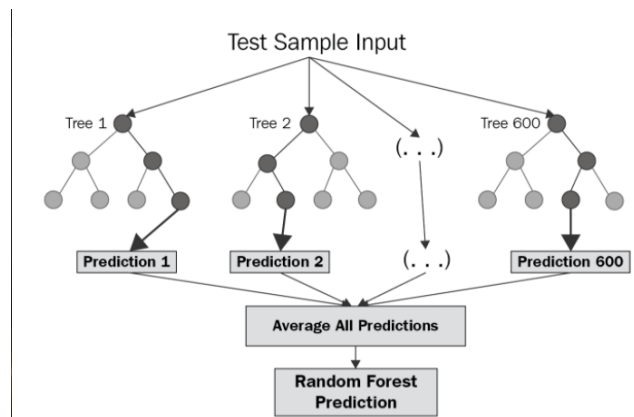 Test Sample Input
Tree 1
Tree 2
Tree 600
(. . .)
Prediction 1
Prediction 2
(. . .)
Prediction 600
Average All Predictions
Random Forest
Prediction